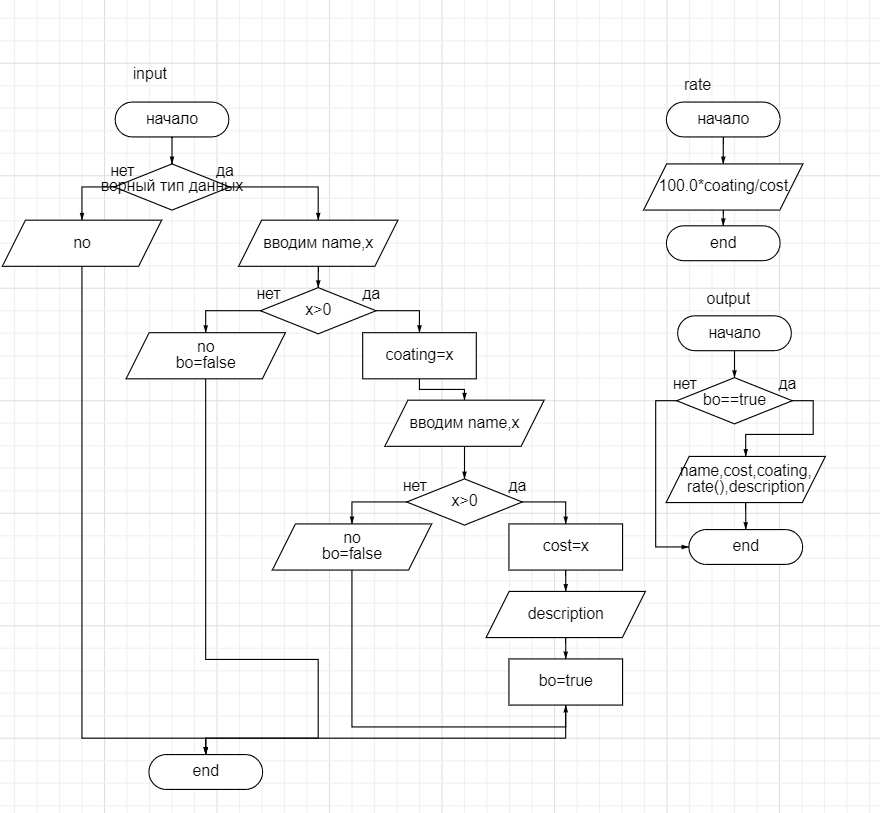 input
начало
нет
да
верный тип данных
no
вводим name,x
нет
да
x>0
no
bo=false
coating=x
вводим name,x
нет
да
x>0
no
bo=false
cost=x
description
bo=true
end
rate
начало
100.0*coating/cost
end
output
начало
нет
да
bo==true
name,cost,coating,
rate(),description
end